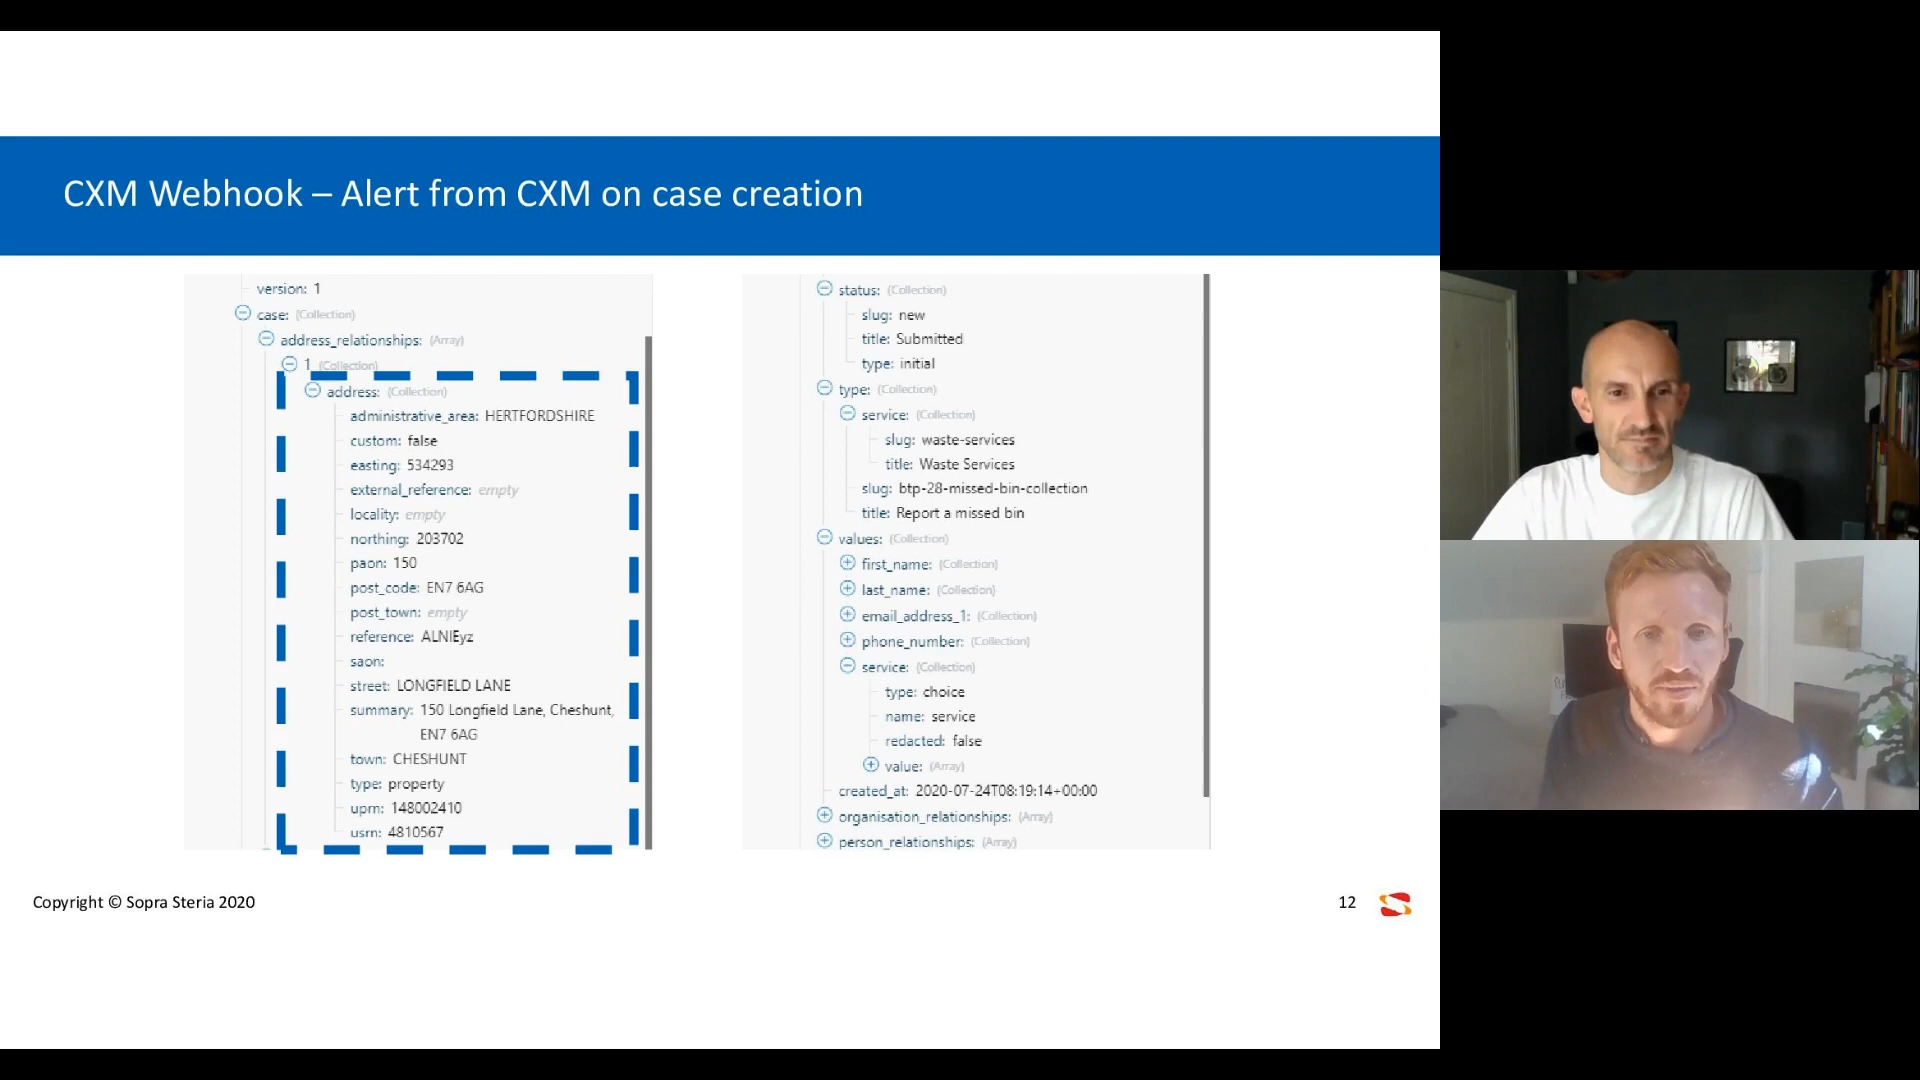 CXM Webhook – Alert from CXM on case creation
version: 1
case: (Collection)
address_relationships: (Array)
1 (Collection)
address: (Collection)
administrative_area: HERTFORDSHIRE
custom: false
easting: 534293
external_reference: empty
locality: empty
northing: 203702
paon: 150
post_code: EN7 6AG
post_town: empty
reference: ALNIEyz
saon:
street: LONGFIELD LANE
summary: 150 Longfield Lane, Cheshunt,
EN7 6AG
town: CHESHUNT
type: property
uprn: 148002410
usrn: 4810567
status: (Collection)
slug: new
title: Submitted
type: initial
type: (Collection)
service: (Collection)
slug: waste-services
title: Waste Services
slug: btp-28-missed-bin-collection
title: Report a missed bin
values: (Collection)
first_name: (Collection)
last_name: (Collection)
email_address_1: (Collection)
phone_number: (Collection)
service: (Collection)
type: choice
name: service
redacted: false
value: (Array)
created_at: 2020-07-24T08:19:14+00:00
organisation_relationships: (Array)
person_relationships: (Array)
Copyright © Sopra Steria 2020
12